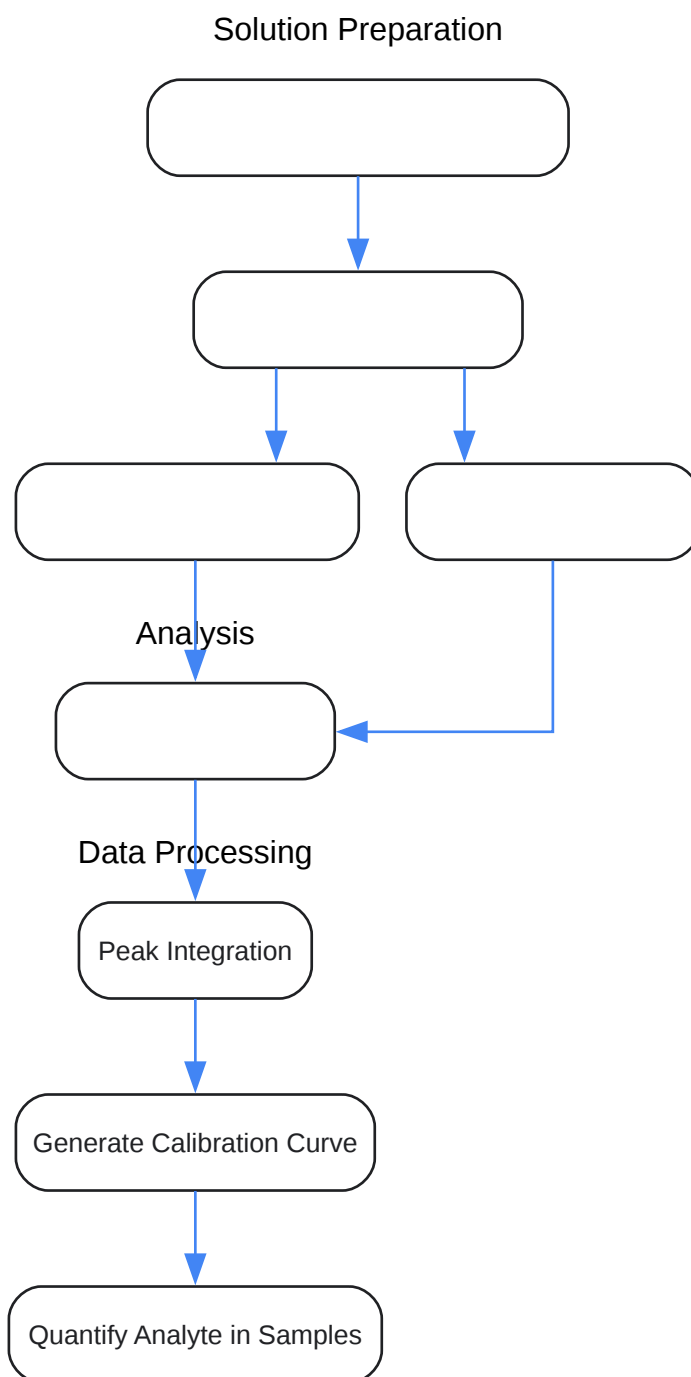 Solution Preparation
Analysis
Data Processing
Peak Integration
Generate Calibration Curve
Quantify Analyte in Samples